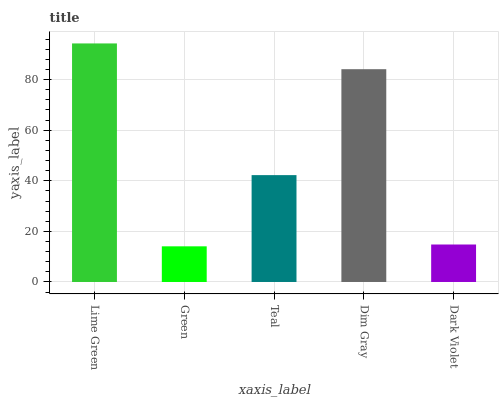 title
yaxis_label
80
60
40
20
0
Lime Green
Green
Teal
Dim Gray
Dark Violet
xaxis_label